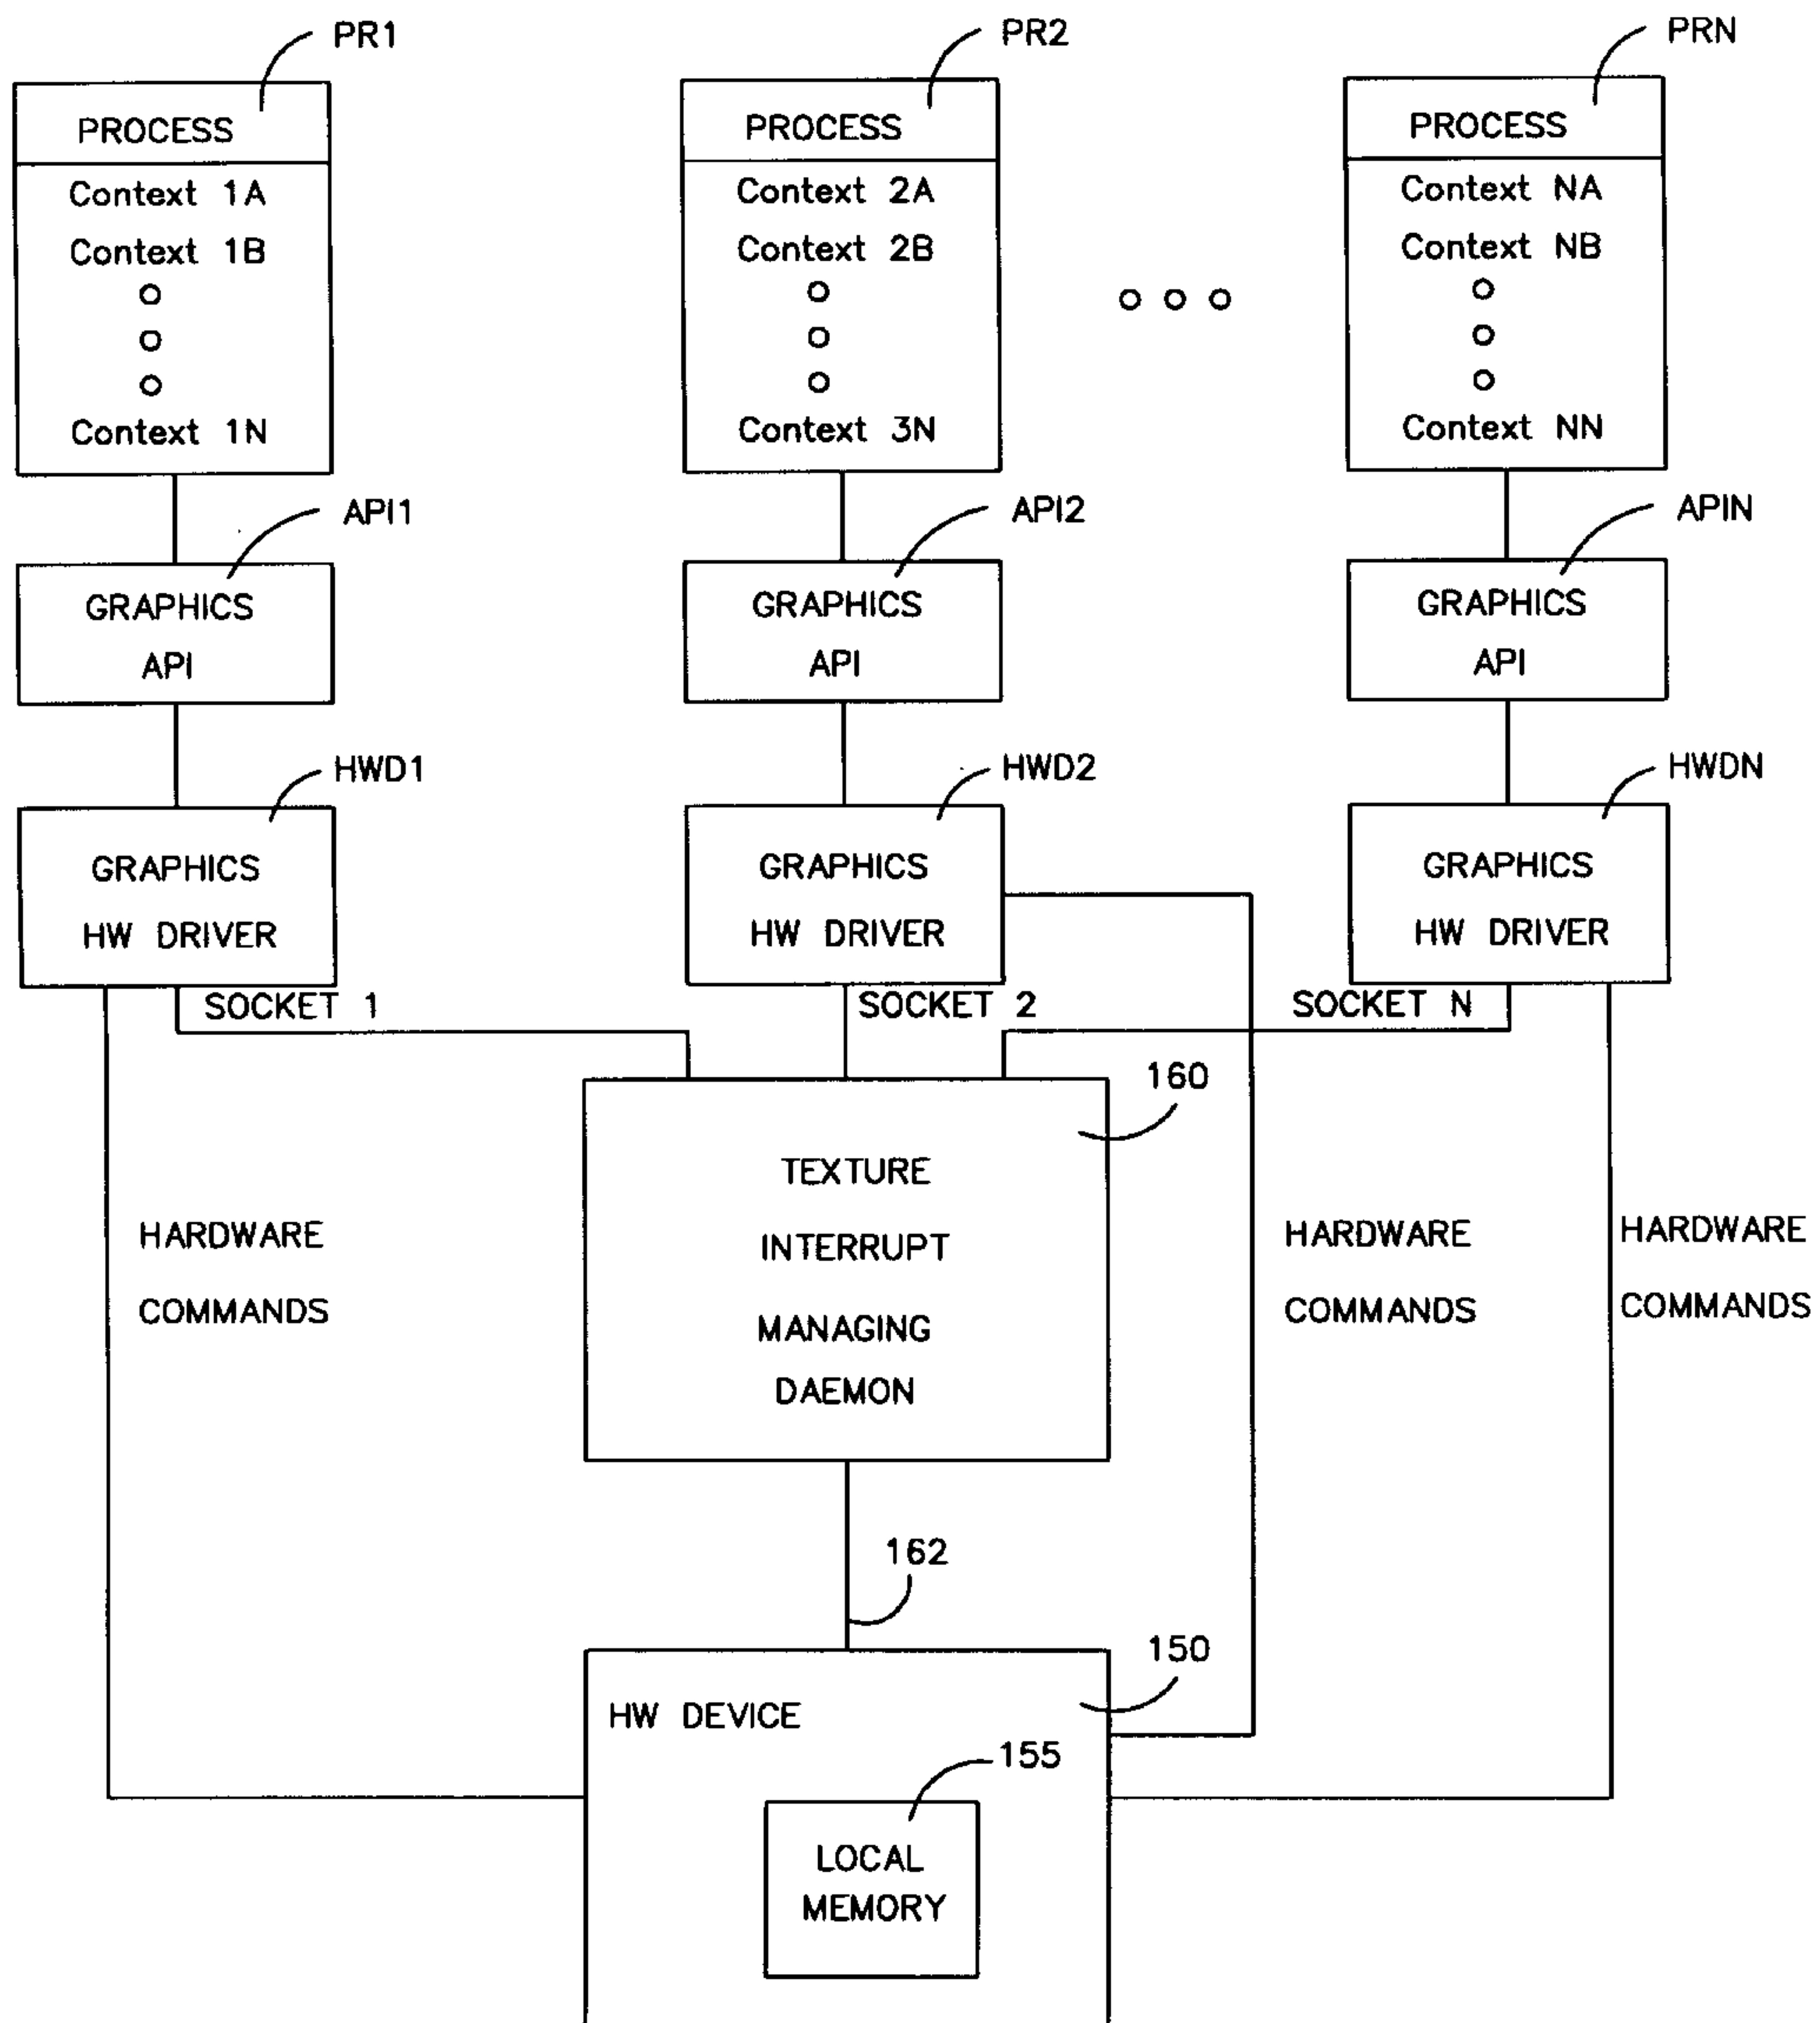 PR1
PR2
PRN
PROCESS
Context 1A
Context 1B
Context 1N
PROCESS
Context 2A
Context 2B
Context 3N
PROCESS
Context NA
Context NB
Context NN
API1
API2
APIN
GRAPHICS
API
GRAPHICS
API
GRAPHICS
API
HWD1
HWD2
HWDN
GRAPHICS
HW DRIVER
GRAPHICS
HW DRIVER
GRAPHICS
HW DRIVER
SOCKET 1
SOCKET 2
SOCKET N
160
TEXTURE
INTERRUPT
MANAGING
DAEMON
HARDWARE
COMMANDS
HARDWARE
COMMANDS
HARDWARE
COMMANDS
162
150
HW DEVICE
155
LOCAL
MEMORY